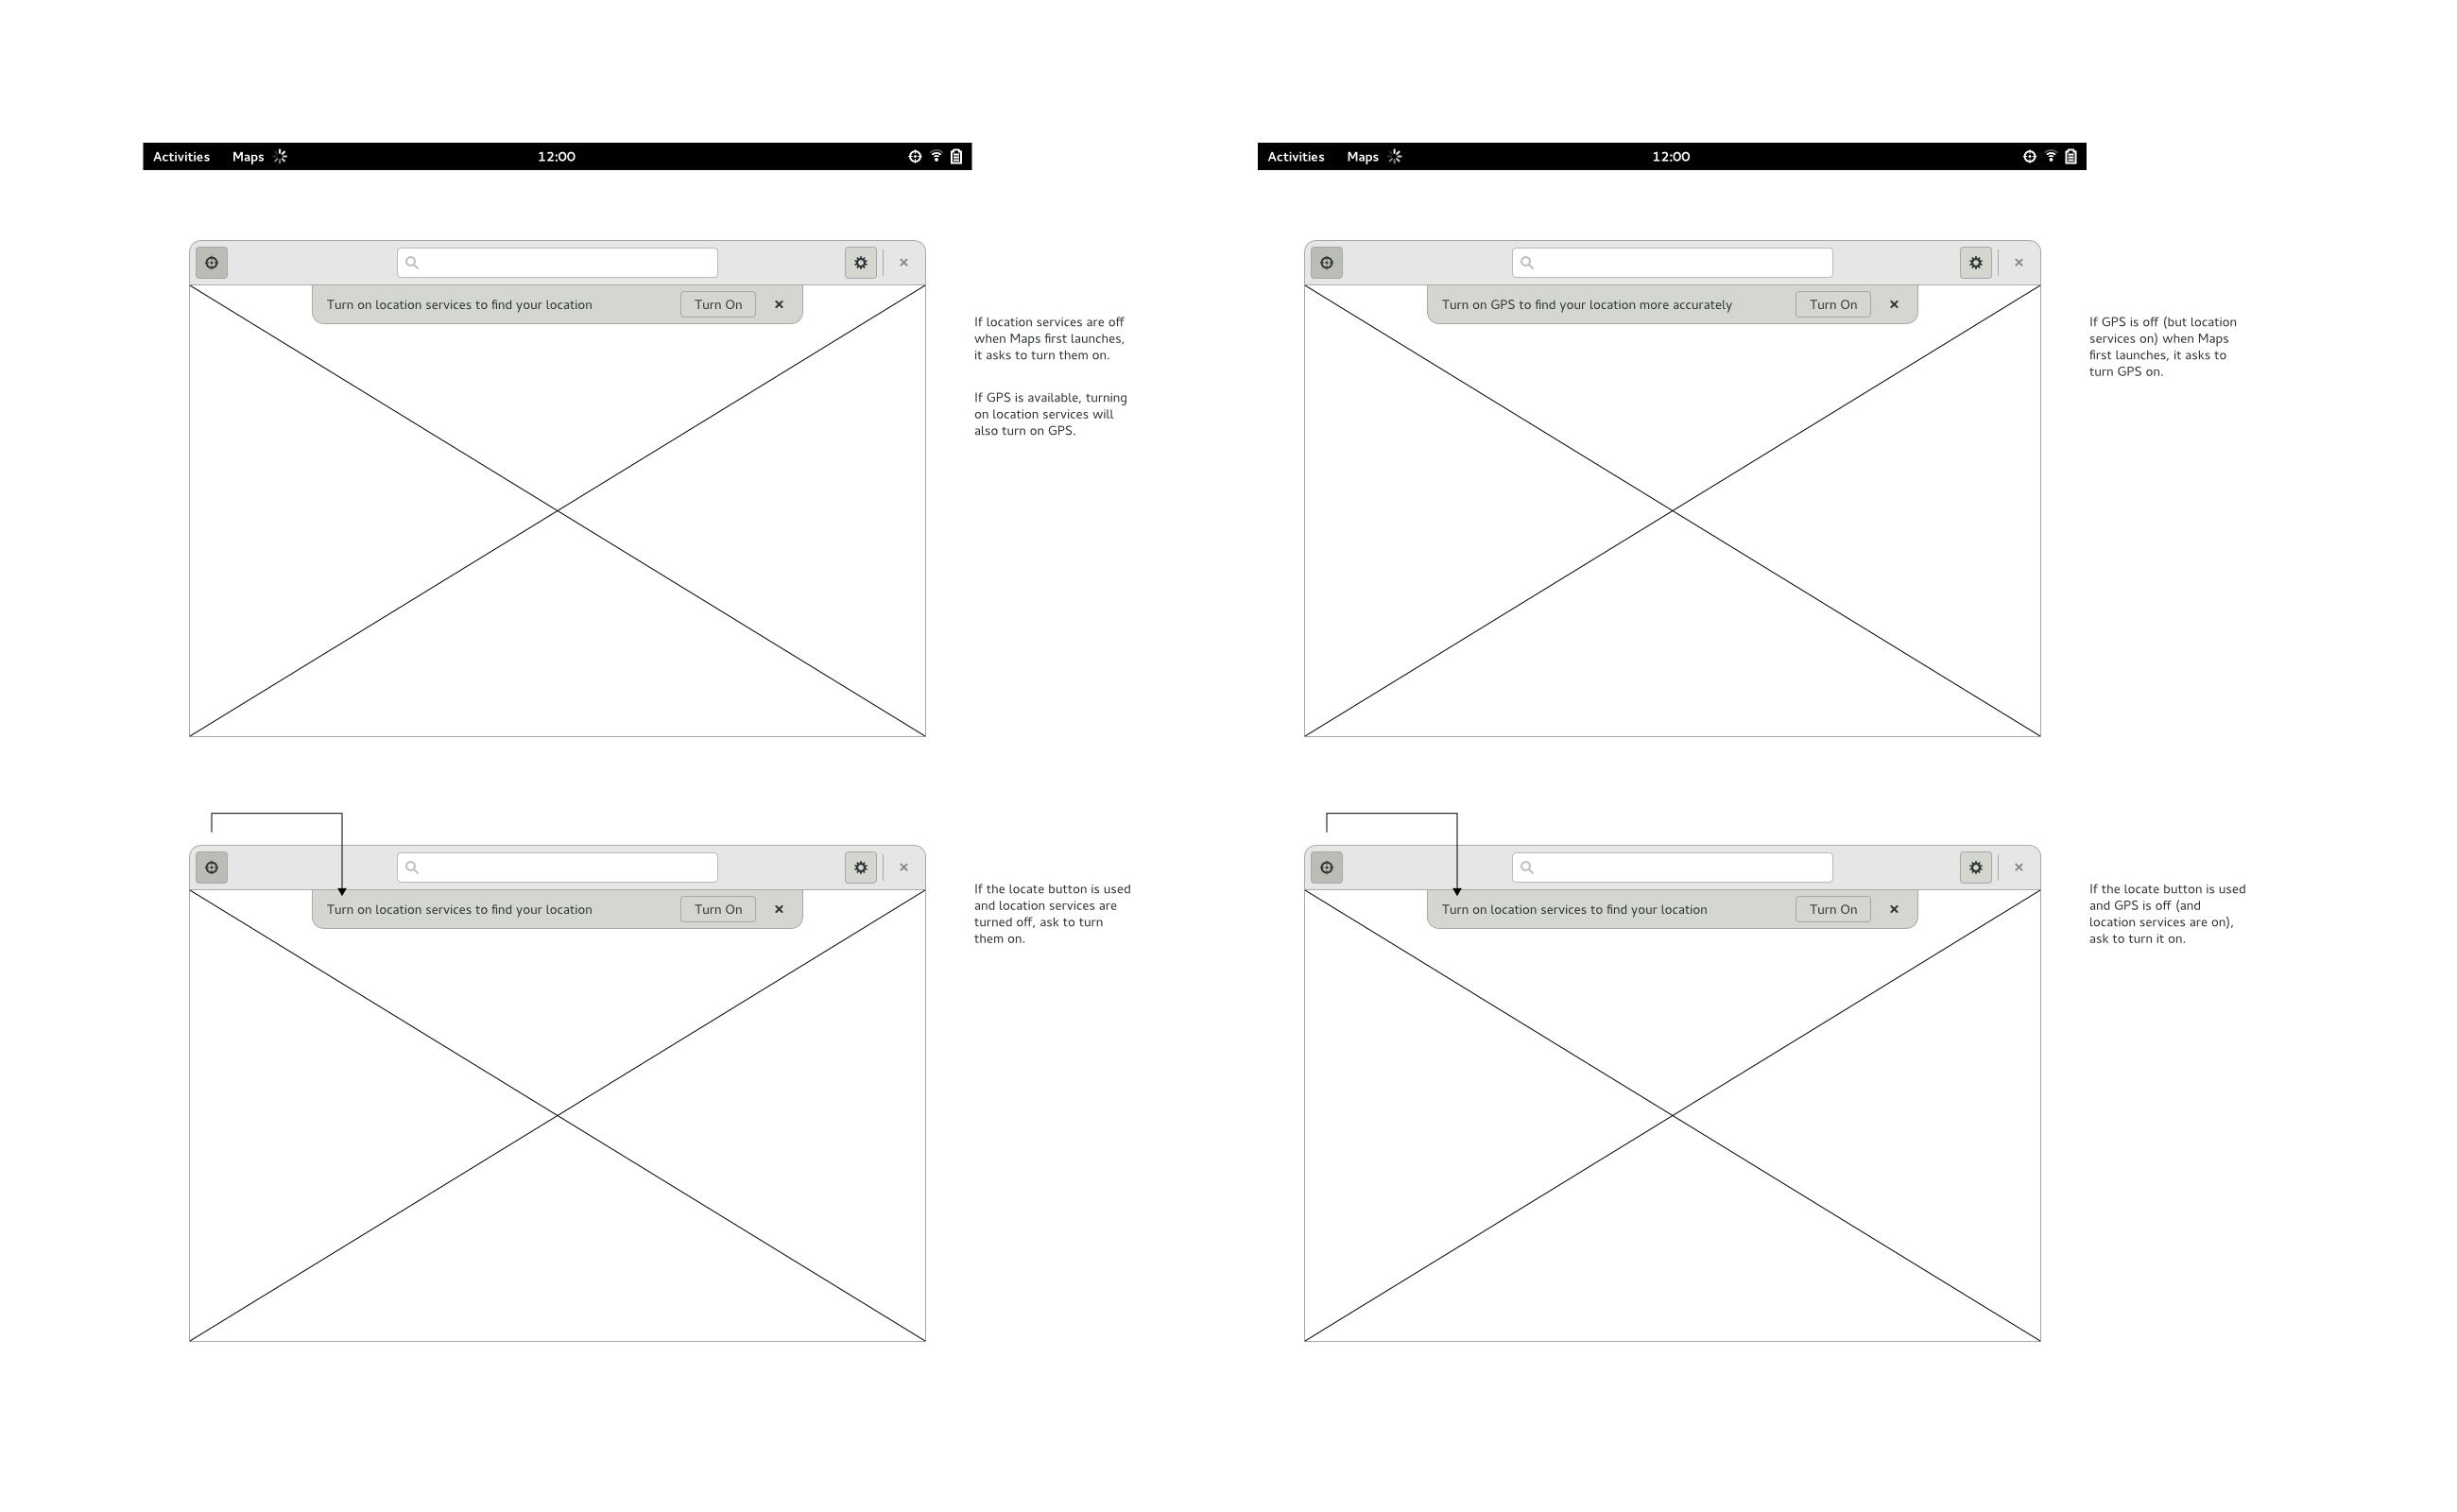 Activities Maps 12:00
Turn on location services to find your location Turn On
If location services are off
when Maps first launches,
it asks to turn them on.
If GPS is available, turning
on location services will
also turn on GPS.
Turn on location services to find your location Turn On
If the locate button is used
and location services are
turned off, ask to turn
them on.
Activities Maps 12:00
Turn on GPS to find your location more accurately Turn On
If GPS is off (but location
services on) when Maps
first launches, it asks to
turn GPS on.
Turn on location services to find your location Turn On
If the locate button is used
and GPS is off (and
location services are on),
ask to turn it on.